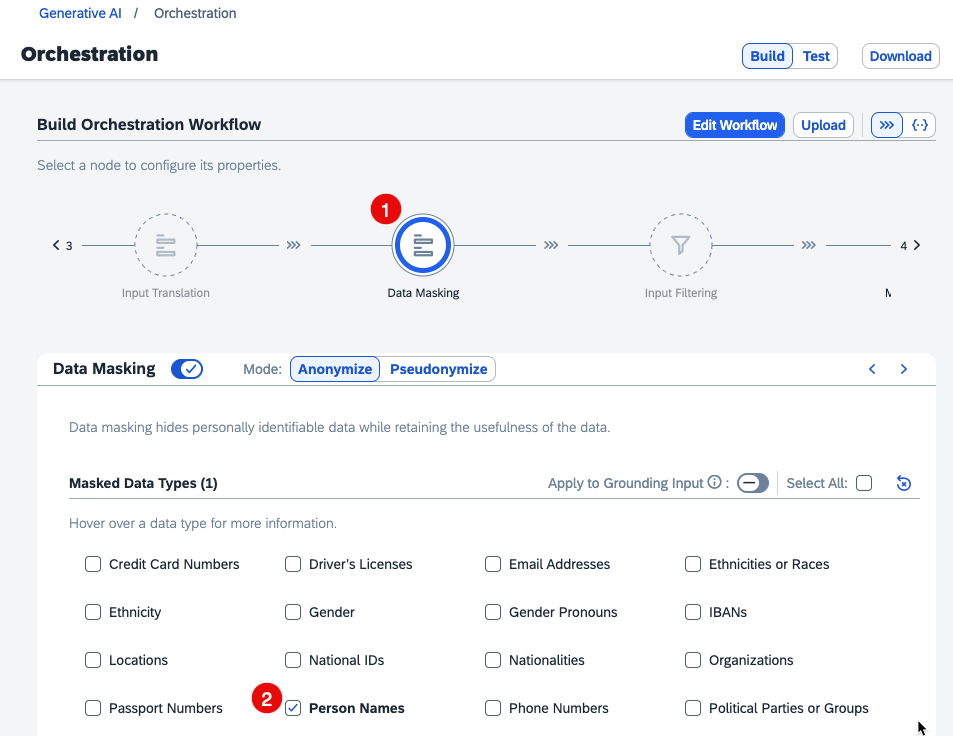 Generative AI / Orchestration
Orchestration
Build Test Download
Build Orchestration Workflow
Edit Workflow Upload
Select a node to configure its properties.
1
3
4
Input Translation Data Masking Input Filtering
Data Masking Mode: Anonymize Pseudonymize
Data masking hides personally identifiable data while retaining the usefulness of the data.
Masked Data Types (1) Apply to Grounding Input : Select All:
Hover over a data type for more information.
Credit Card Numbers Driver's Licenses Email Addresses Ethnicities or Races
Ethnicity Gender Gender Pronouns IBANs
Locations National IDs Nationalities Organizations
Passport Numbers 2 Person Names Phone Numbers Political Parties or Groups